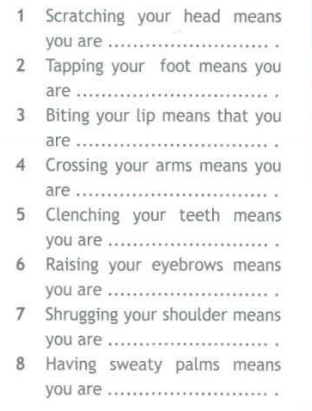 1 Scratching your head means
you are ............................ .
2 Tapping your foot means you
are .................................. .
3 Biting your lip means that you
are .................................. .
4 Crossing your arms means you
are .................................. .
5 Clenching your teeth means
you are ............................ .
6 Raising your eyebrows means
you are ............................ .
7 Shrugging your shoulder means
you are ............................ .
8 Having sweaty palms means
you are ............................ .